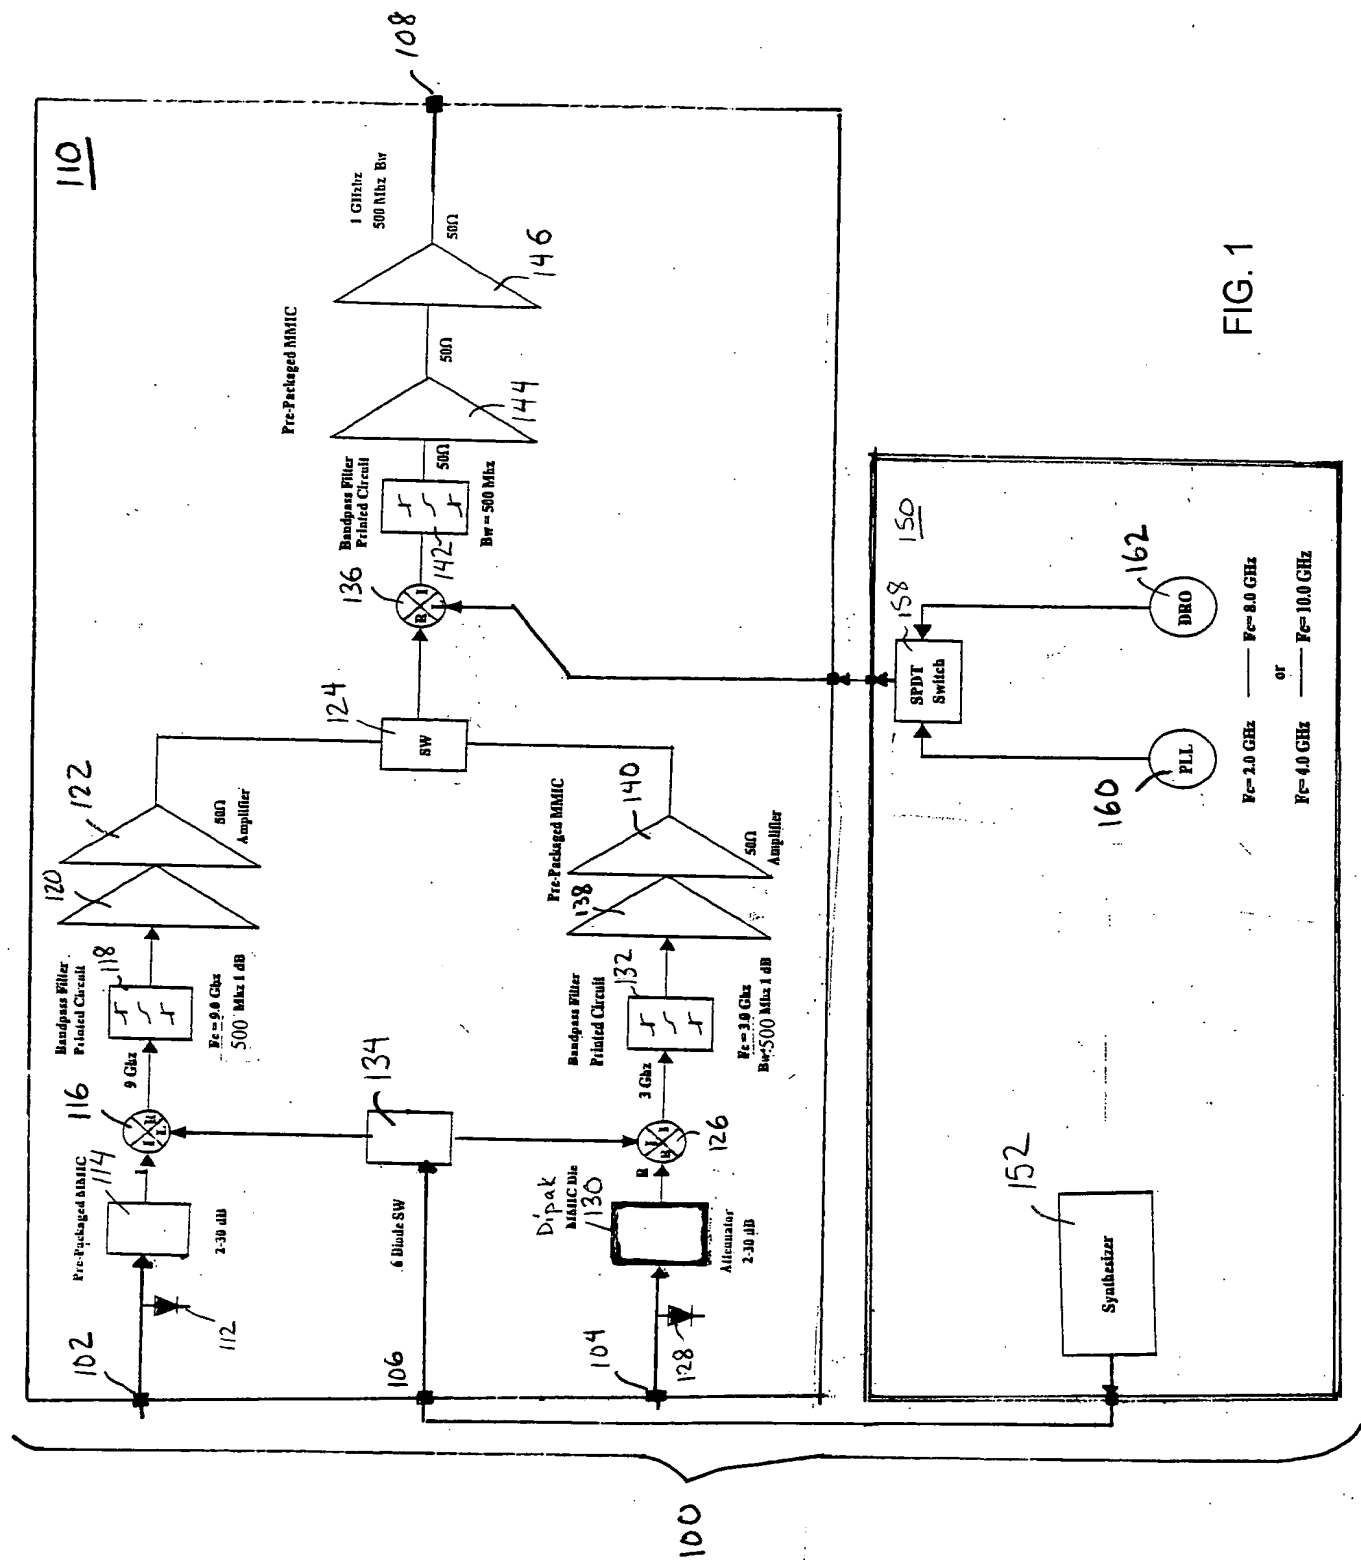 110
108
102
112
Pre-Packaged MMIC
114
2-30 dB
I
116
I
L
R
9 Ghz
Bandpass Filter
Printed Circuit
118
Fc = 9.0 Ghz
500 Mhz 1 dB
120
122
50Ω
Amplifier
106
6 Diode SW
134
124
SW
136
R
I
Bandpass Filter
Printed Circuit
142
Bw = 500 Mhz
50Ω
Pre-Packaged MMIC
144
50Ω
146
50Ω
1 GHzhz
500 Mhz Bw
104
128
Dipak
MMIC Die
130
Attenuator
2-30 dB
R
126
R
I
3 Ghz
Bandpass Filter
Printed Circuit
132
Fc = 3.0 Ghz
Bw:500 Mhz 1 dB
Pre-Packaged MMIC
138
140
50Ω
Amplifier
150
152
Synthesizer
158
SPDT
Switch
160
PLL
162
DRO
Fc= 2.0 GHz
Fc= 8.0 GHz
or
Fc= 4.0 GHz
Fc= 10.0 GHz
100
FIG. 1